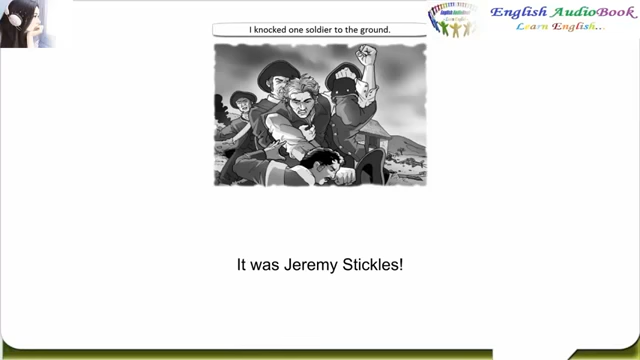 I knocked one soldier to the ground.
English AudioBook
Learn English...
It was Jeremy Stickles!